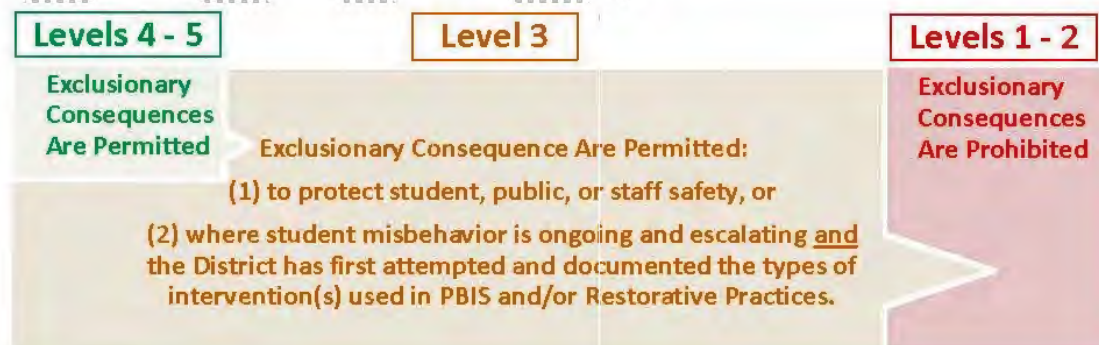 Levels 4 - 5
Exclusionary
Consequences
Are Permitted
Level 3
Exclusionary Consequence Are Permitted:
(1) to protect student, public, or staff safety, or
(2) where student misbehavior is ongoing and escalating and
the District has first attempted and documented the types of
intervention(s) used in PBIS and/or Restorative Practices.
Levels 1 - 2
Exclusionary
Consequences
Are Prohibited